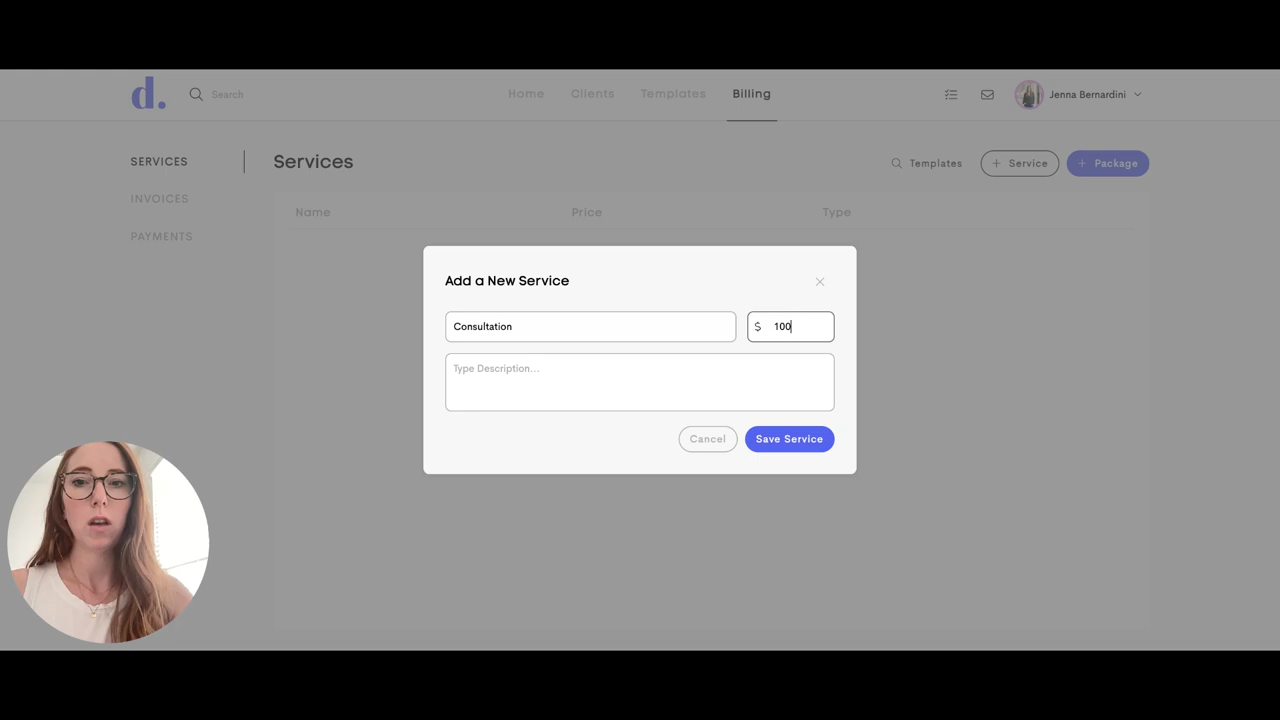 d.
Search
Home
Clients
Templates
Billing
Jenna Bernardini
SERVICES
INVOICES
PAYMENTS
Services
Templates
+ Service
+ Package
Name
Price
Type
Add a New Service
Consultation
$ 100
Type Description...
Cancel
Save Service